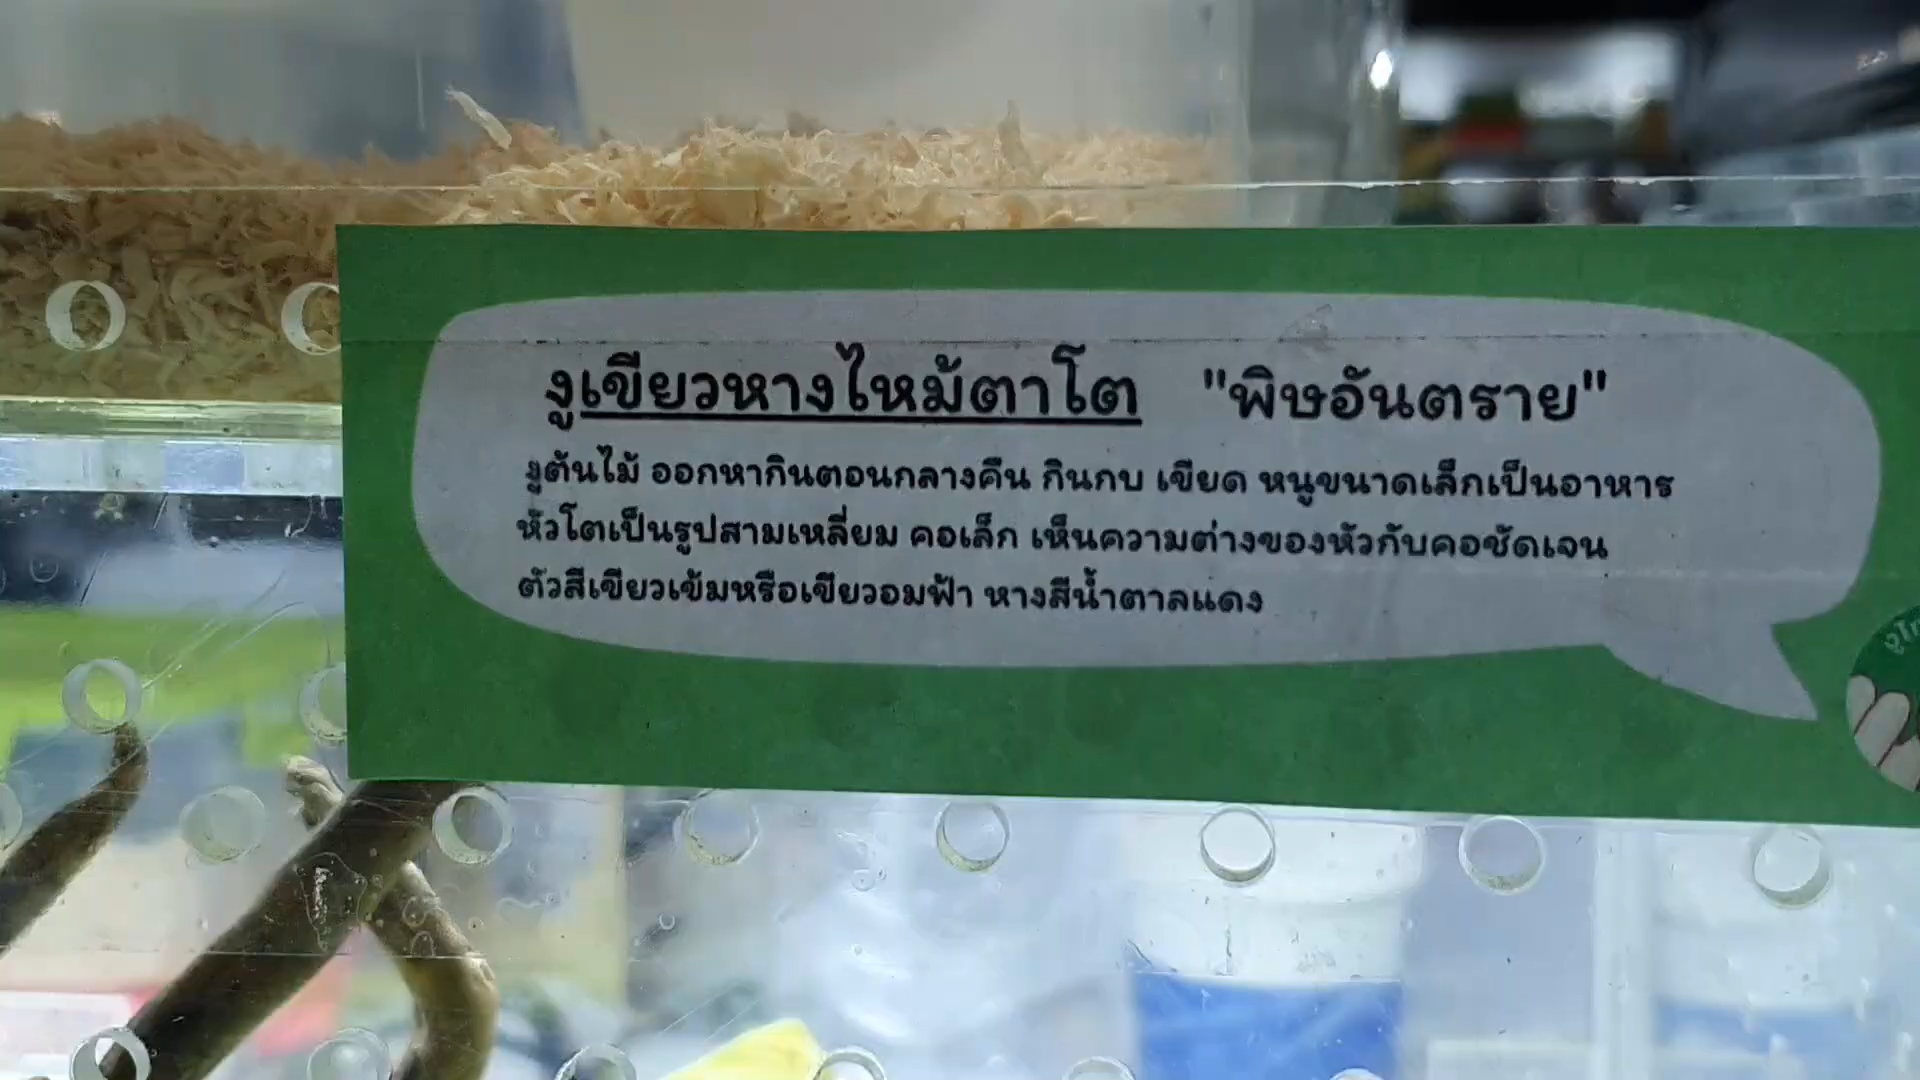 งูเขียวหางไหม้ตาโต "พิษอันตราย"
งูต้นไม้ ออกหากินตอนกลางคืน กินกบ เขียด หนูขนาดเล็กเป็นอาหาร
หัวโตเป็นรูปสามเหลี่ยม คอเล็ก เห็นความต่างของหัวกับคอชัดเจน
ตัวสีเขียวเข้มหรือเขียวอมฟ้า หางสีน้ำตาลแดง